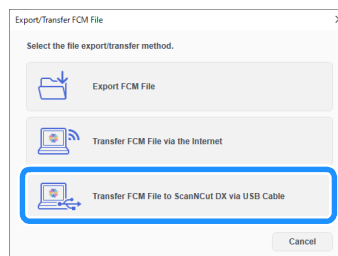 Export/Transfer FCM File
Select the file export/transfer method.
Export FCM File
Transfer FCM File via the Internet
Transfer FCM File to ScanNCut DX via USB Cable
Cancel